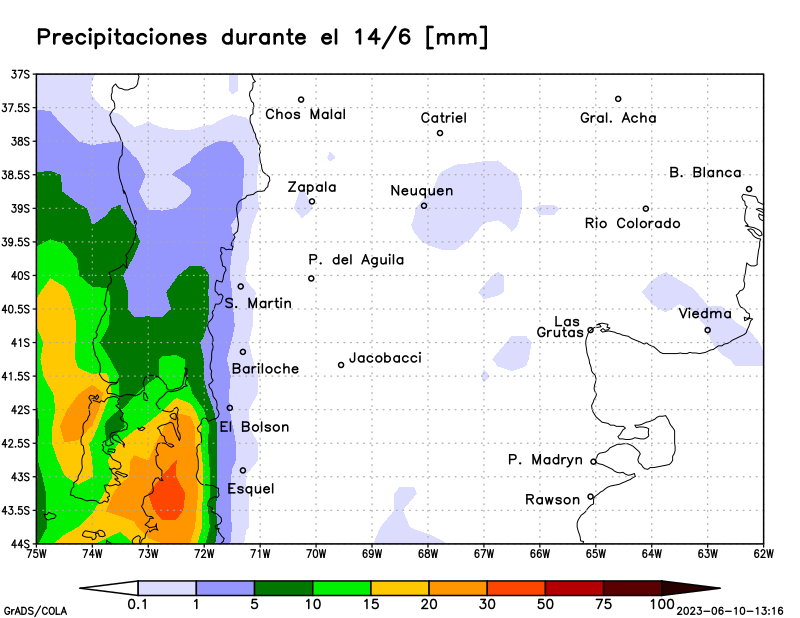 Precipitaciones durante el 14/6 [mm]
37S
37.5S
Chos Malal
Catriel
Gral. Acha
38S
38.5S
B. Blanca
Zapala
Neuquen
39S
Rio Colorado
39.5S
P. del Aguila
40S
S. Martin
40.5S
Viedma
Las
Grutas
41S
Jacobacci
Bariloche
41.5S
42S
El Bolson
42.5S
P. Madryn
43S
Esquel
Rawson
43.5S
44S
75W 74W 73W 72W 71W 70W 69W 68W 67W 66W 65W 64W 63W 62W
0.1 1 5 10 15 20 30 50 75 100
GrADS/COLA
2023-06-10-13:16